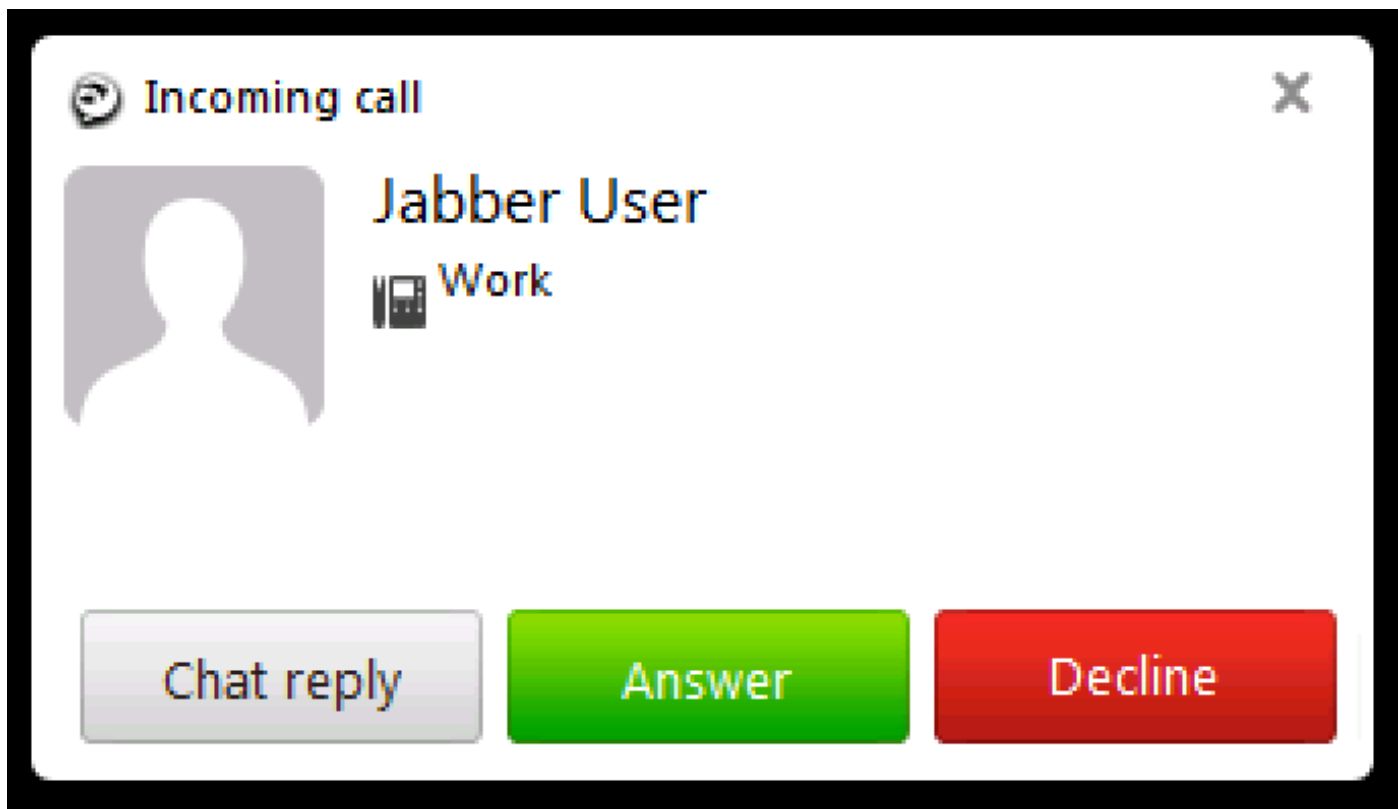 Incoming call
Jabber User
Work
Chat reply
Answer
Decline